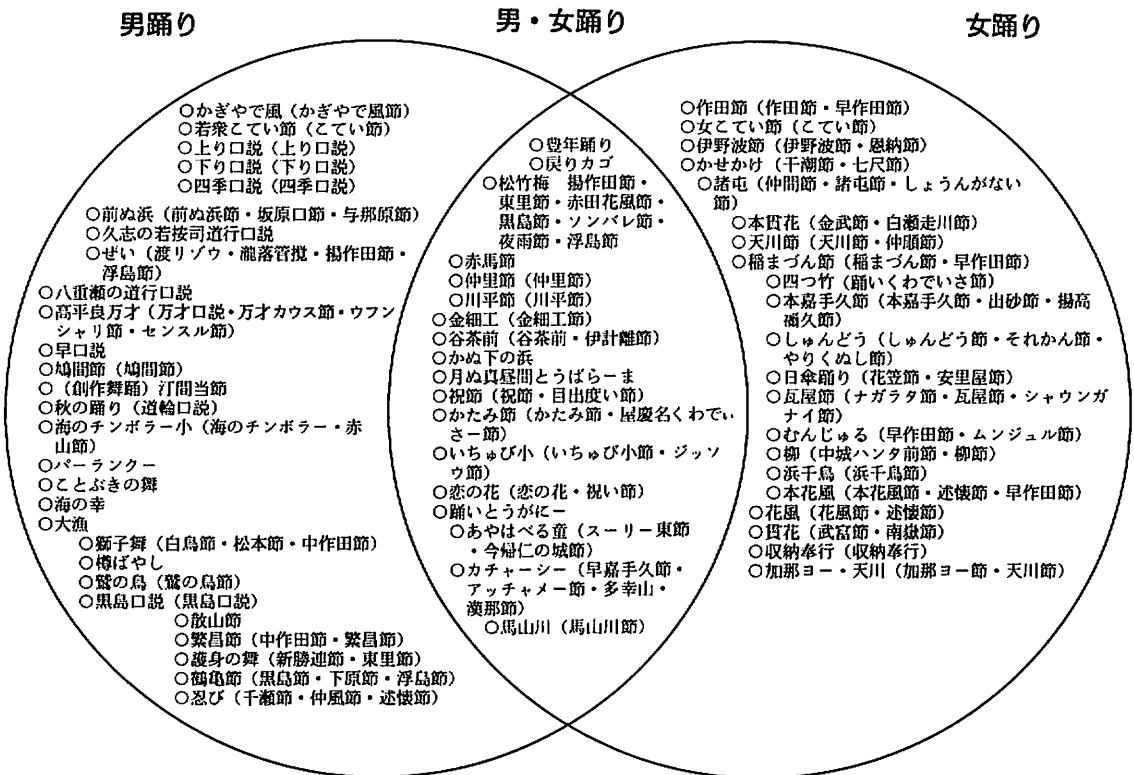 男踊り
男・女踊り
女踊り
○かぎやで風（かぎやで風節）
○若衆こてい節（こてい節）
○上り口説（上り口説）
○下り口説（下り口説）
○四季口説（四季口説）
○前ぬ浜（前ぬ浜節・坂原口節・与那原節）
○久志の若按司道行口説
○ぜい（渡リゾウ・瀧落管撹・揚作田節・
浮島節）
○八重瀬の道行口説
○高平良万才（万才口説・万才カウス節・ウフン
シャリ節・センスル節）
○早口説
○鳩間節（鳩間節）
○（創作舞踊）汀間当節
○秋の踊り（道輪口説）
○海のチンボラー小（海のチンボラー・赤
山節）
○パーランクー
○ことぶきの舞
○海の幸
○大漁
○獅子舞（白鳥節・松本節・中作田節）
○樽ばやし
○鷲の鳥（鷲の鳥節）
○黒島口説（黒島口説）
○散山節
○繁昌節（中作田節・繁昌節）
○護身の舞（新勝連節・東里節）
○鶴亀節（黒島節・下原節・浮島節）
○忍び（千瀬節・仲風節・述懐節）
○豊年踊り
○戻りカゴ
○松竹梅　揚作田節・
東里節・赤田花風節・
黒島節・ソンバレ節・
夜雨節・浮島節
○赤馬節
○仲里節（仲里節）
○川平節（川平節）
○金細工（金細工節）
○谷茶前（谷茶前・伊計離節）
○かぬ下の浜
○月ぬ真昼間とうばらーま
○祝節（祝節・目出度い節）
○かたみ節（かたみ節・屋慶名くわでぃ
さー節）
○いちゅび小（いちゅび小節・ジッソ
ウ節）
○恋の花（恋の花・祝い節）
○踊いとうがにー
○あやはべる童（スーリー東節
・今帰仁の城節）
○カチャーシー（早嘉手久節・
アッチャメー節・多幸山・
漢那節）
○馬山川（馬山川節）
○作田節（作田節・早作田節）
○女こてい節（こてい節）
○伊野波節（伊野波節・恩納節）
○かせかけ（干潮節・七尺節）
○諸屯（仲間節・諸屯節・しょうんがない
節）
○本貫花（金武節・白瀬走川節）
○天川節（天川節・仲順節）
○稲まづん節（稲まづん節・早作田節）
○四つ竹（踊いくわでいさ節）
○本嘉手久節（本嘉手久節・出砂節・揚高
禰久節）
○しゅんどう（しゅんどう節・それかん節・
やりくぬし節）
○日傘踊り（花笠節・安里屋節）
○瓦屋節（ナガラタ節・瓦屋節・シャウンガ
ナイ節）
○むんじゅる（早作田節・ムンジュル節）
○柳（中城ハンタ前節・柳節）
○浜千鳥（浜千鳥節）
○本花風（本花風節・述懐節・早作田節）
○花風（花風節・述懐節）
○貫花（武富節・南嶽節）
○収納奉行（収納奉行）
○加那ヨー・天川（加那ヨー節・天川節）